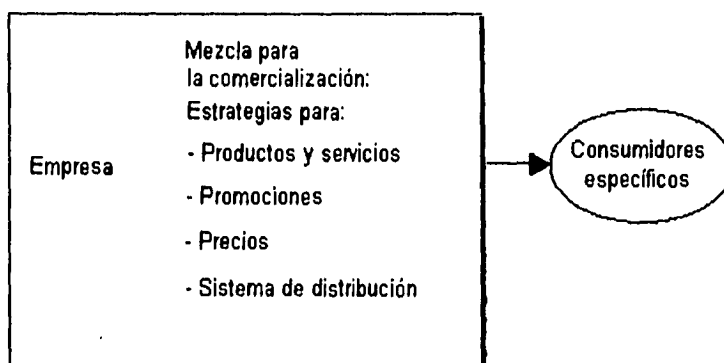 Mezcla para
la comercialización:
Estrategias para:
Empresa
- Productos y servicios
- Promociones
- Precios
- Sistema de distribución
Consumidores
específicos